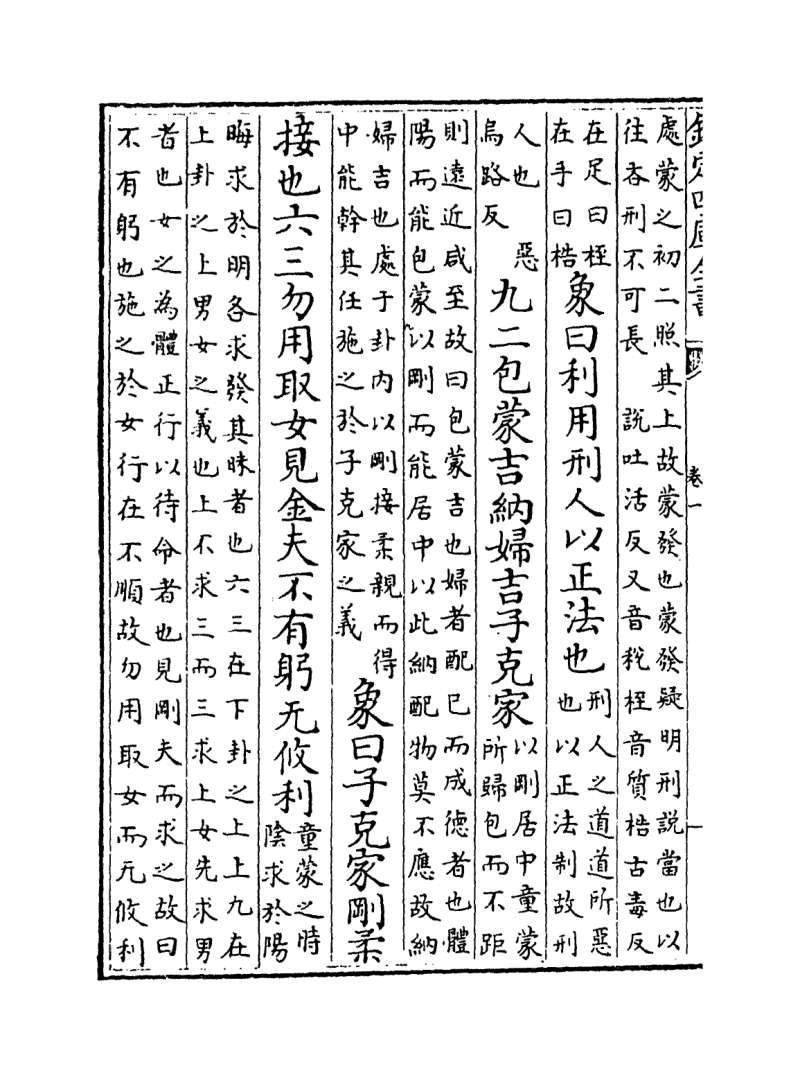 欽定四庫全書
卷一
處蒙之初二照其上故蒙發也蒙發疑明刑說當也以
往吝刑不可長 說吐活反又音稅桎音質梏古毒反
在足曰桎
在手曰梏
象曰利用刑人以正法也
刑人之道道所惡
也以正法制故刑
人也 惡
烏路反
九二包蒙吉納婦吉子克家
以剛居中童蒙
所歸包而不距
則遠近咸至故曰包蒙吉也婦者配已而成德者也體
陽而能包蒙以剛而能居中以此納配物莫不應故納
婦吉也處于卦内以剛接柔親而得
中能幹其任施之於子克家之義
象曰子克家剛柔
接也六三勿用取女見金夫不有躬无攸利
童蒙之時
陰求於陽
晦求於明各求發其昧者也六三在下卦之上上九在
上卦之上男女之義也上不求三而三求上女先求男
者也女之為體正行以待命者也見剛夫而求之故曰
不有躬也施之於女行在不順故勿用取女而无攸利